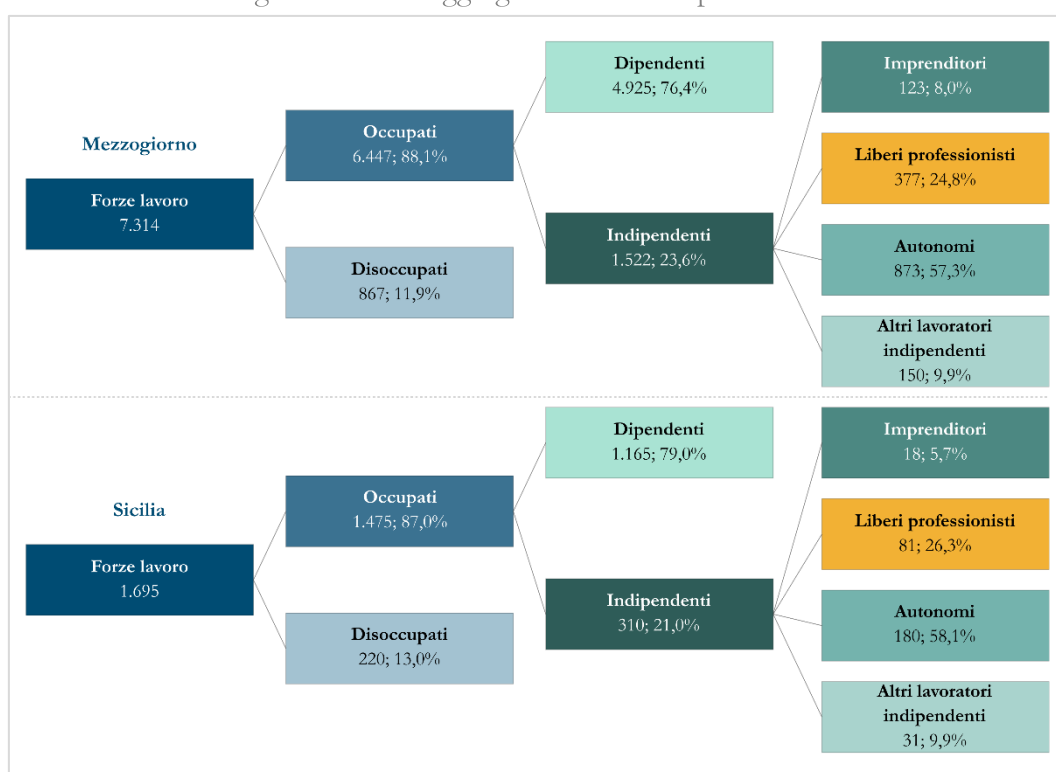 Mezzogiorno
Forze lavoro
7.314
Occupati
6.447; 88,1%
Disoccupati
867; 11,9%
Dipendenti
4.925; 76,4%
Indipendenti
1.522; 23,6%
Imprenditori
123; 8,0%
Liberi professionisti
377; 24,8%
Autonomi
873; 57,3%
Altri lavoratori
indipendenti
150; 9,9%
Sicilia
Forze lavoro
1.695
Occupati
1.475; 87,0%
Disoccupati
220; 13,0%
Dipendenti
1.165; 79,0%
Indipendenti
310; 21,0%
Imprenditori
18; 5,7%
Liberi professionisti
81; 26,3%
Autonomi
180; 58,1%
Altri lavoratori
indipendenti
31; 9,9%